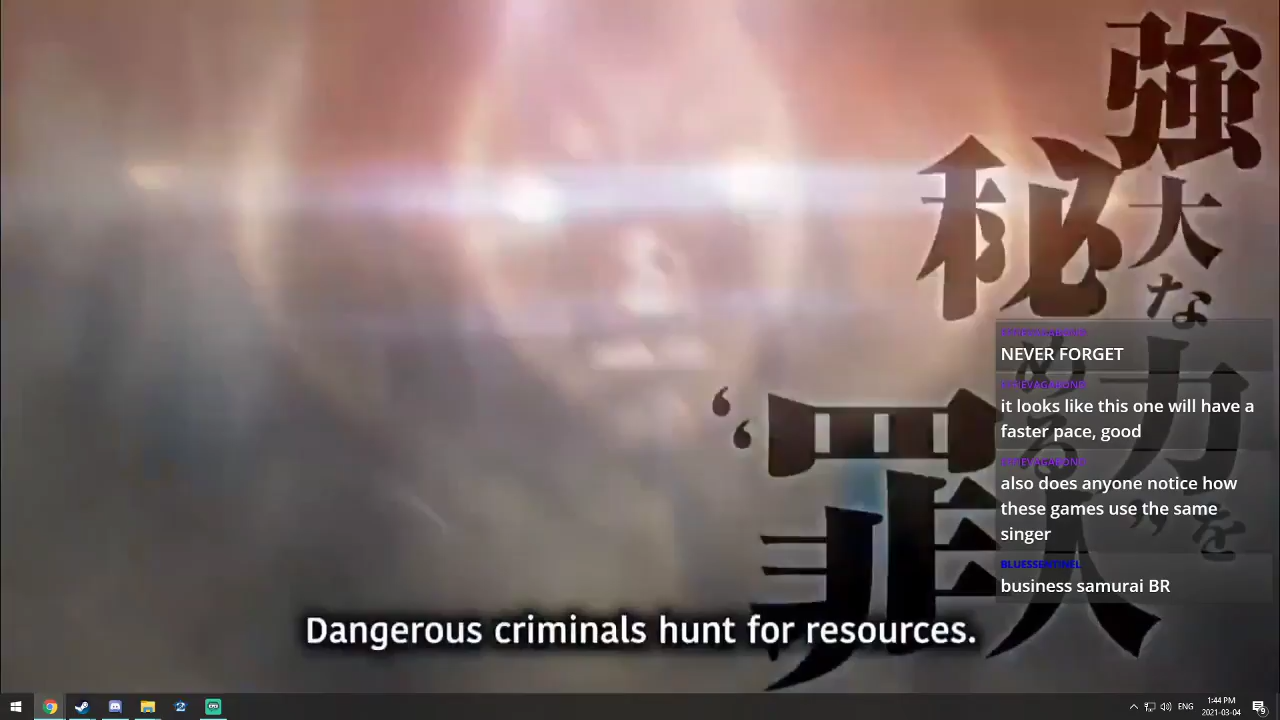 強大な力を
秘める
“罪人”
NEVER FORGET
it looks like this one will have a
faster pace, good
also does anyone notice how
these games use the same
singer
BLUESSENTINEL
business samurai BR
Dangerous criminals hunt for resources.
ENG
1:44 PM
2021-03-04